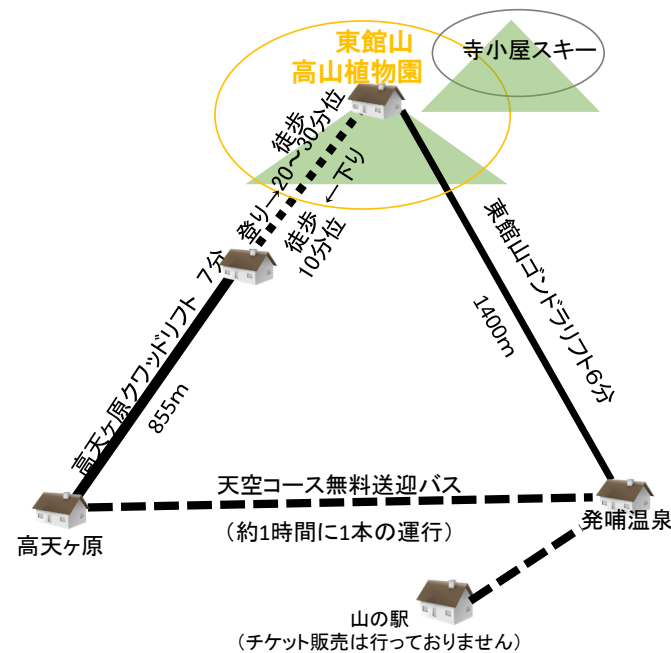 寺小屋スキー
東館山
高山植物園
徒歩
登り→20～30分位
←下り
徒歩
10分位
高天ヶ原クワッドリフト 7分
855m
東館山ゴンドラリフト6分
1400m
天空コース無料送迎バス
（約1時間に1本の運行）
高天ヶ原
発哺温泉
山の駅
（チケット販売は行っておりません）